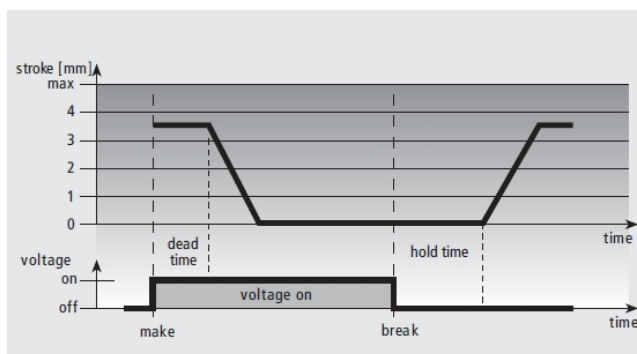 stroke [mm]
max
4
3
2
1
0
time
dead
time
hold time
voltage
on
voltage on
off
time
make
break